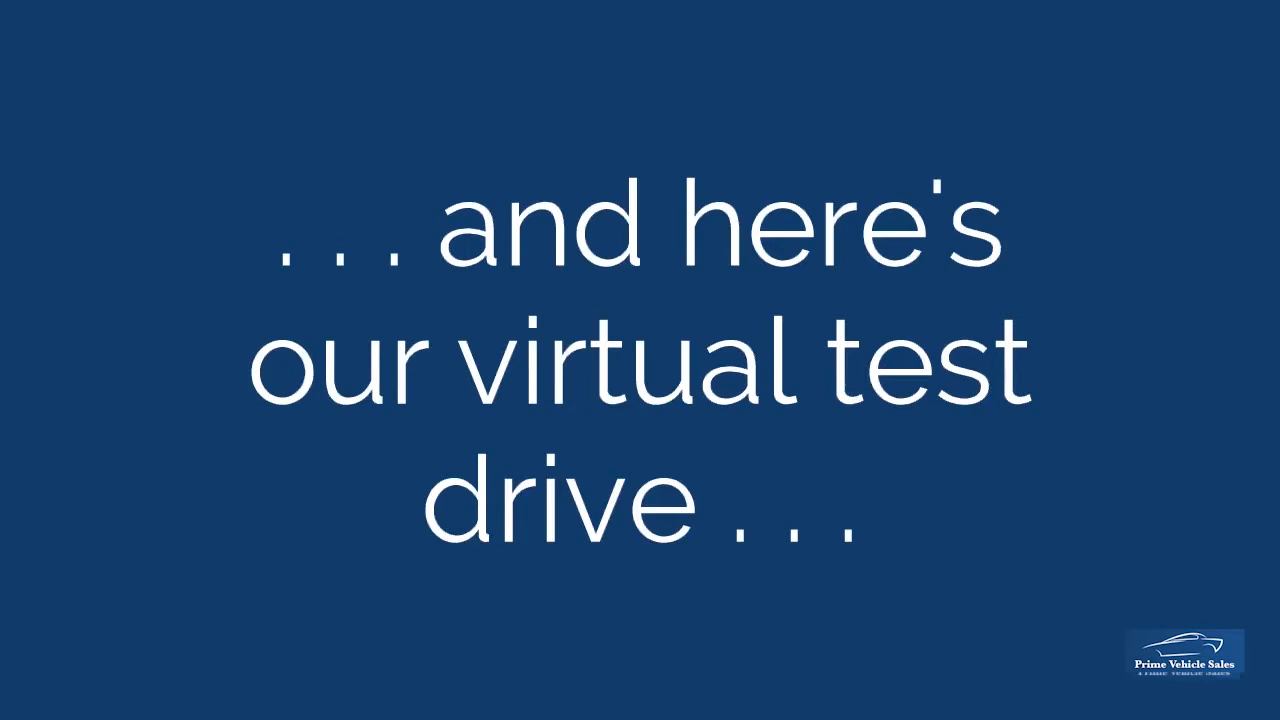 . . . and here's
our virtual test
drive . . .
Prime Vehicle Sales